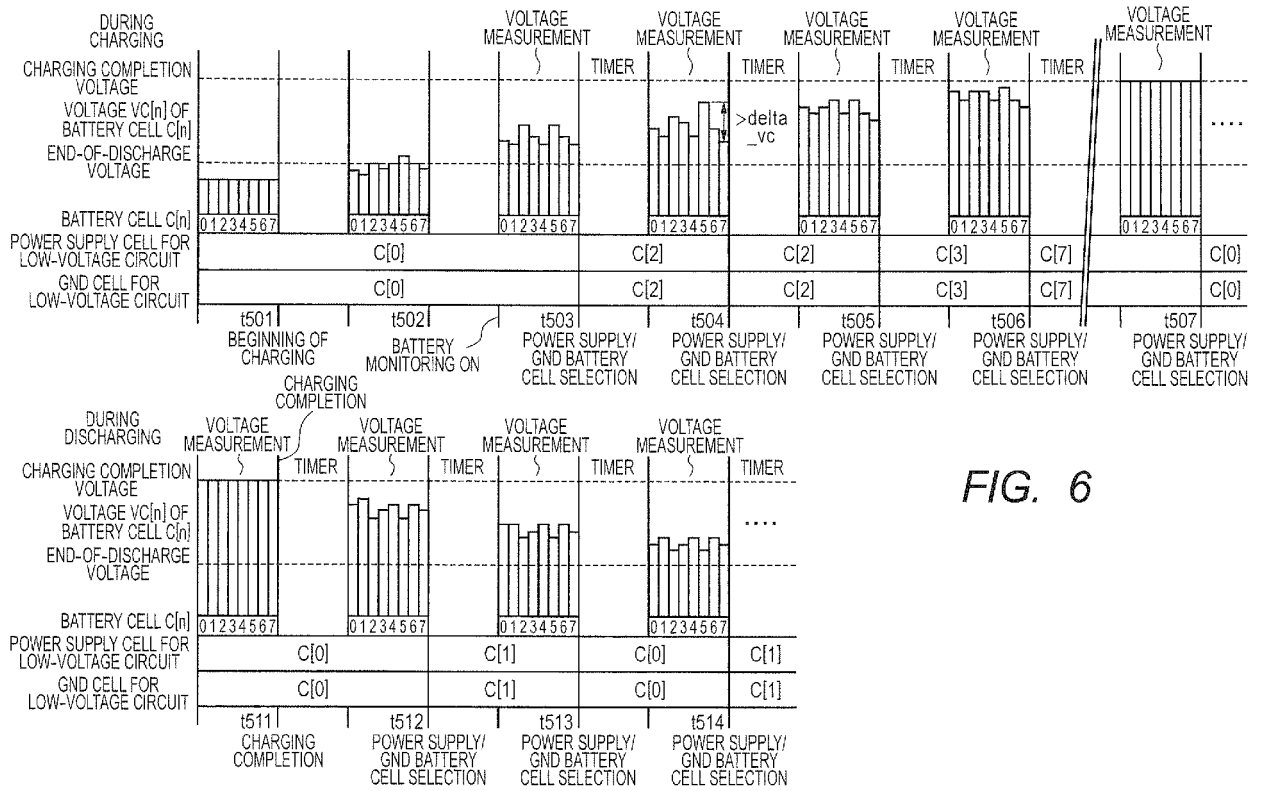 DURING
CHARGING
VOLTAGE
MEASUREMENT
VOLTAGE
MEASUREMENT
VOLTAGE
MEASUREMENT
VOLTAGE
MEASUREMENT
VOLTAGE
MEASUREMENT
TIMER
TIMER
TIMER
TIMER
CHARGING COMPLETION
VOLTAGE
VOLTAGE VC[n] OF
BATTERY CELL C[n]
>delta
_vc
....
END-OF-DISCHARGE
VOLTAGE
BATTERY CELL C[n]
01234567
01234567
01234567
01234567
01234567
01234567
01234567
POWER SUPPLY CELL FOR
LOW-VOLTAGE CIRCUIT
C[0]
C[2]
C[2]
C[3]
C[7]
C[0]
GND CELL FOR
LOW-VOLTAGE CIRCUIT
C[0]
C[2]
C[2]
C[3]
C[7]
C[0]
t501
t502
t503
t504
t505
t506
t507
BEGINNING OF
CHARGING
BATTERY
MONITORING ON
POWER SUPPLY/
GND BATTERY
CELL SELECTION
POWER SUPPLY/
GND BATTERY
CELL SELECTION
POWER SUPPLY/
GND BATTERY
CELL SELECTION
POWER SUPPLY/
GND BATTERY
CELL SELECTION
POWER SUPPLY/
GND BATTERY
CELL SELECTION
CHARGING
COMPLETION
DURING
DISCHARGING
VOLTAGE
MEASUREMENT
VOLTAGE
MEASUREMENT
VOLTAGE
MEASUREMENT
VOLTAGE
MEASUREMENT
TIMER
TIMER
TIMER
TIMER
CHARGING COMPLETION
VOLTAGE
VOLTAGE VC[n] OF
BATTERY CELL C[n]
....
END-OF-DISCHARGE
VOLTAGE
BATTERY CELL C[n]
01234567
01234567
01234567
01234567
POWER SUPPLY CELL FOR
LOW-VOLTAGE CIRCUIT
C[0]
C[1]
C[0]
C[1]
GND CELL FOR
LOW-VOLTAGE CIRCUIT
C[0]
C[1]
C[0]
C[1]
t511
t512
t513
t514
CHARGING
COMPLETION
POWER SUPPLY/
GND BATTERY
CELL SELECTION
POWER SUPPLY/
GND BATTERY
CELL SELECTION
POWER SUPPLY/
GND BATTERY
CELL SELECTION
FIG. 6